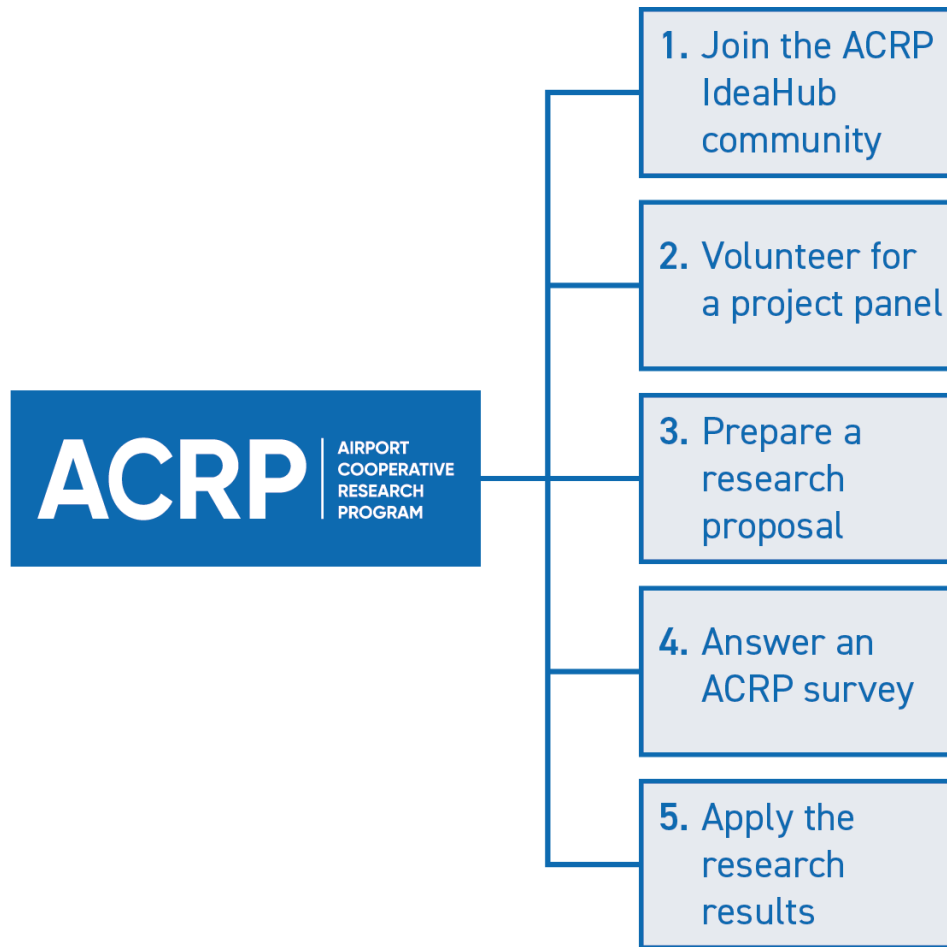 1. Join the ACRP
IdeaHub
community
2. Volunteer for
a project panel
ACRP
AIRPORT
COOPERATIVE
RESEARCH
PROGRAM
3. Prepare a
research
proposal
4. Answer an
ACRP survey
5. Apply the
research
results